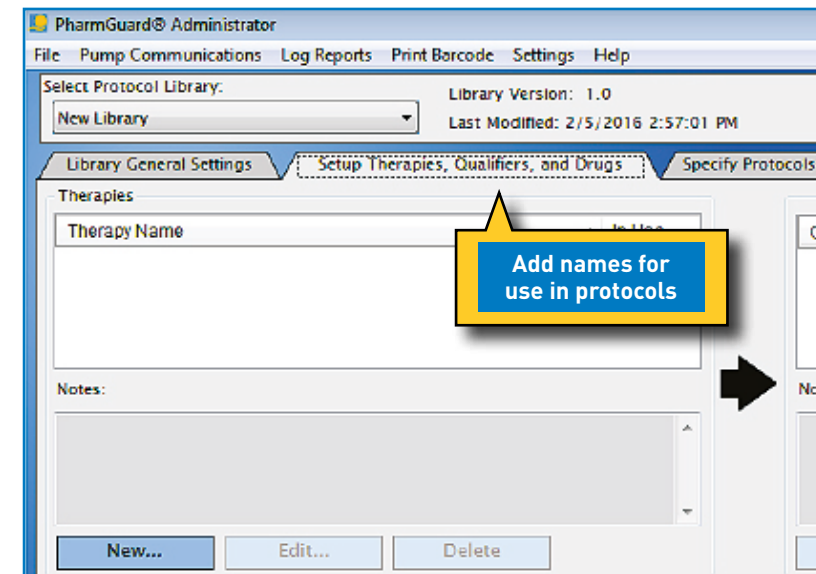 PharmGuard® Administrator
File Pump Communications Log Reports Print Barcode Settings Help
Select Protocol Library:
Library Version: 1.0
New Library
Last Modified: 2/5/2016 2:57:01 PM
Library General Settings
Setup Therapies, Qualifiers, and Drugs
Specify Protocols
Therapies
Therapy Name
Add names for
use in protocols
Notes:
New...
Edit...
Delete